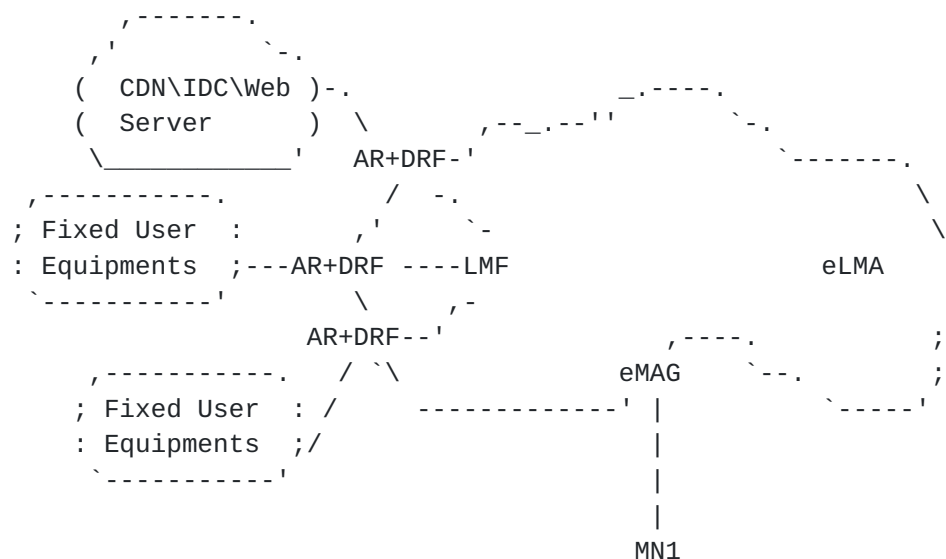 CDN\IDC\Web
Server
AR+DRF
Fixed User
Equipments
AR+DRF
LMF
eLMA
AR+DRF
eMAG
Fixed User
Equipments
MN1